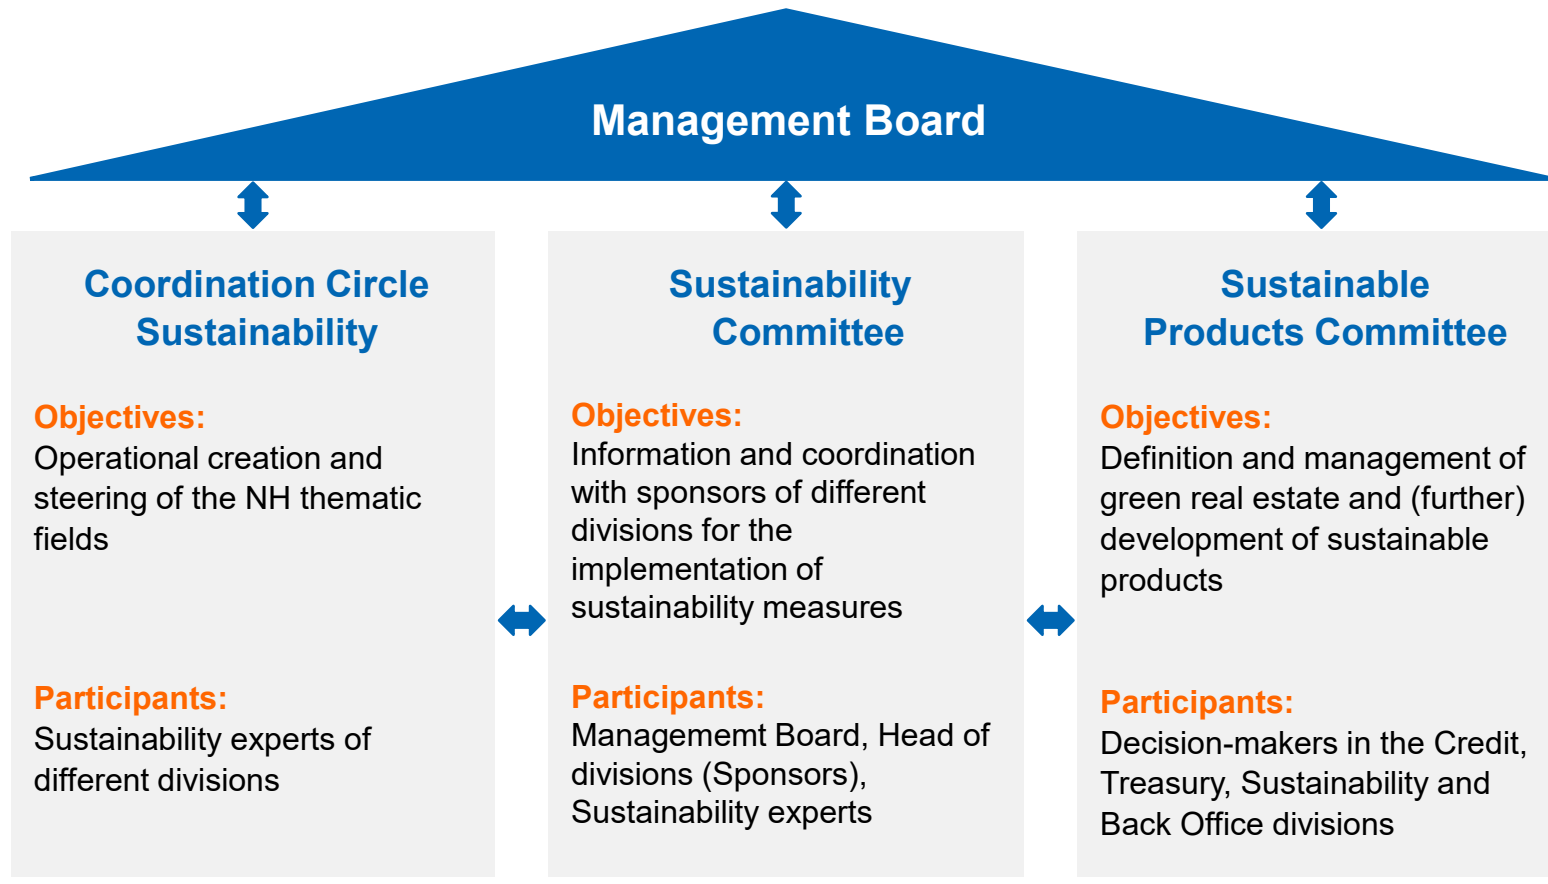 Management Board
Coordination Circle
Sustainability
Objectives:
Operational creation and
steering of the NH thematic
fields
Participants:
Sustainability experts of
different divisions
Sustainability
Committee
Objectives:
Information and coordination
with sponsors of different
divisions for the
implementation of
sustainability measures
Participants:
Managememt Board, Head of
divisions (Sponsors),
Sustainability experts
Sustainable
Products Committee
Objectives:
Definition and management of
green real estate and (further)
development of sustainable
products
Participants:
Decision-makers in the Credit,
Treasury, Sustainability and
Back Office divisions